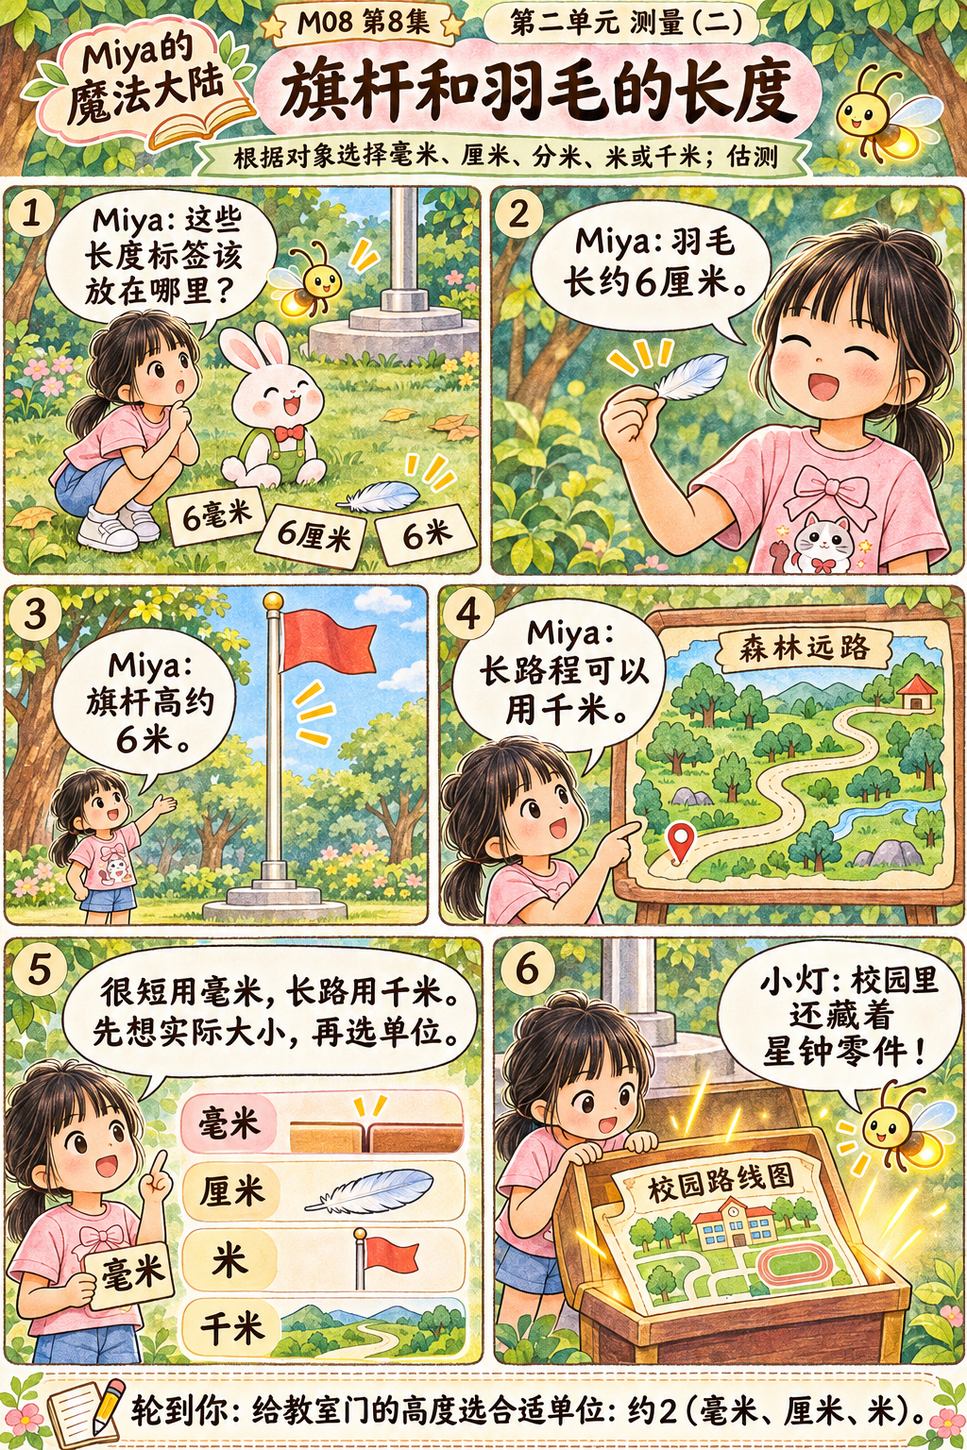 Miya的
魔法大陆
M08 第8集
第二单元 测量(二)
旗杆和羽毛的长度
根据对象选择毫米、厘米、分米、米或千米；估测
1
Miya: 这些
长度标签该
放在哪里？
6毫米
6厘米
6米
2
Miya: 羽毛
长约6厘米。
3
Miya:
旗杆高约
6米。
4
Miya:
长路程可以
用千米。
森林远路
5
很短用毫米，长路用千米。
先想实际大小，再选单位。
毫米
毫米
厘米
米
千米
6
小灯: 校园里
还藏着
星钟零件！
校园路线图
轮到你: 给教室门的高度选合适单位: 约2(毫米、厘米、米)。